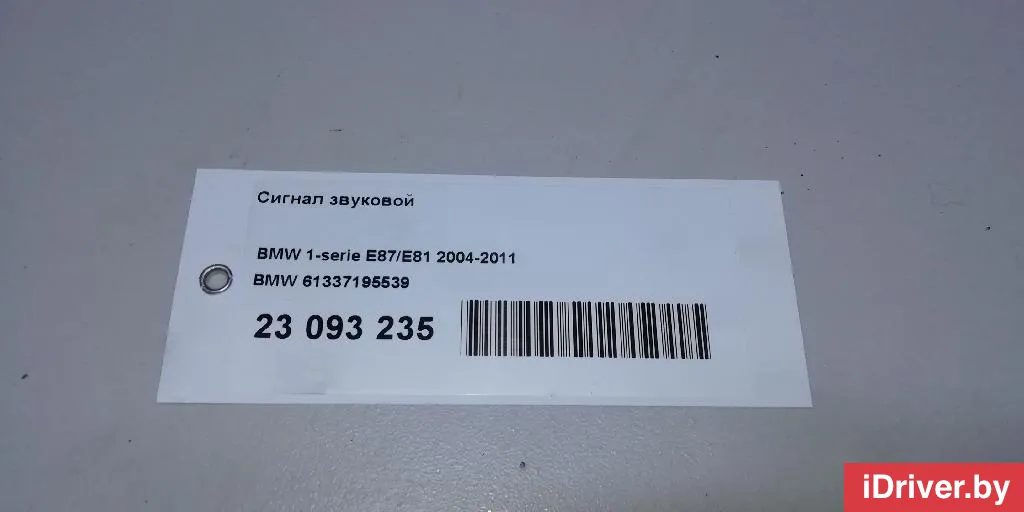 Сигнал звуковой
BMW 1-serie E87/E81 2004-2011
BMW 61337195539
23 093 235
iDriver.by